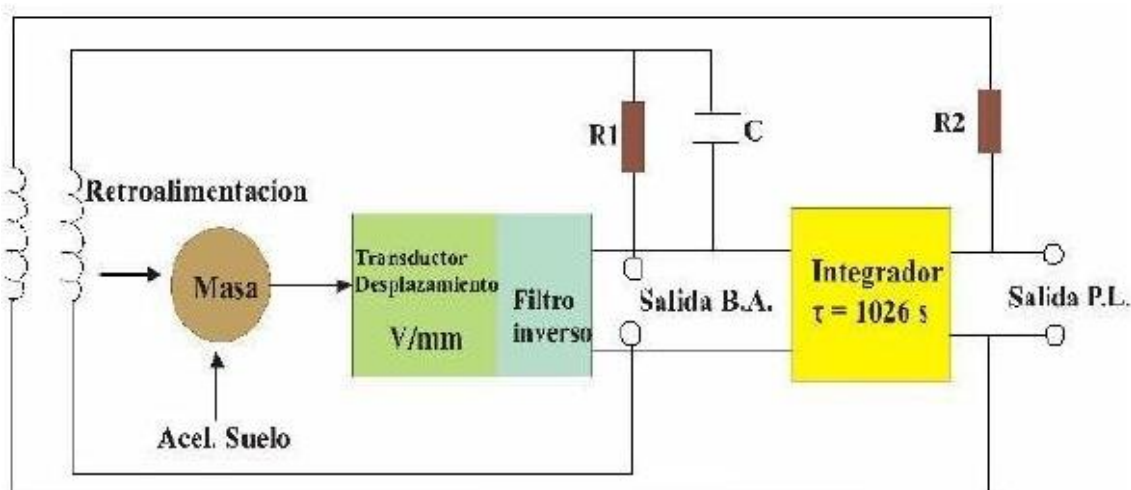 R1
C
R2
Retroalimentacion
Masa
Transductor
Desplazamiento
V/mm
Filtro
inverso
Salida B.A.
Integrador
τ = 1026 s
Salida P.L.
Acel. Suelo